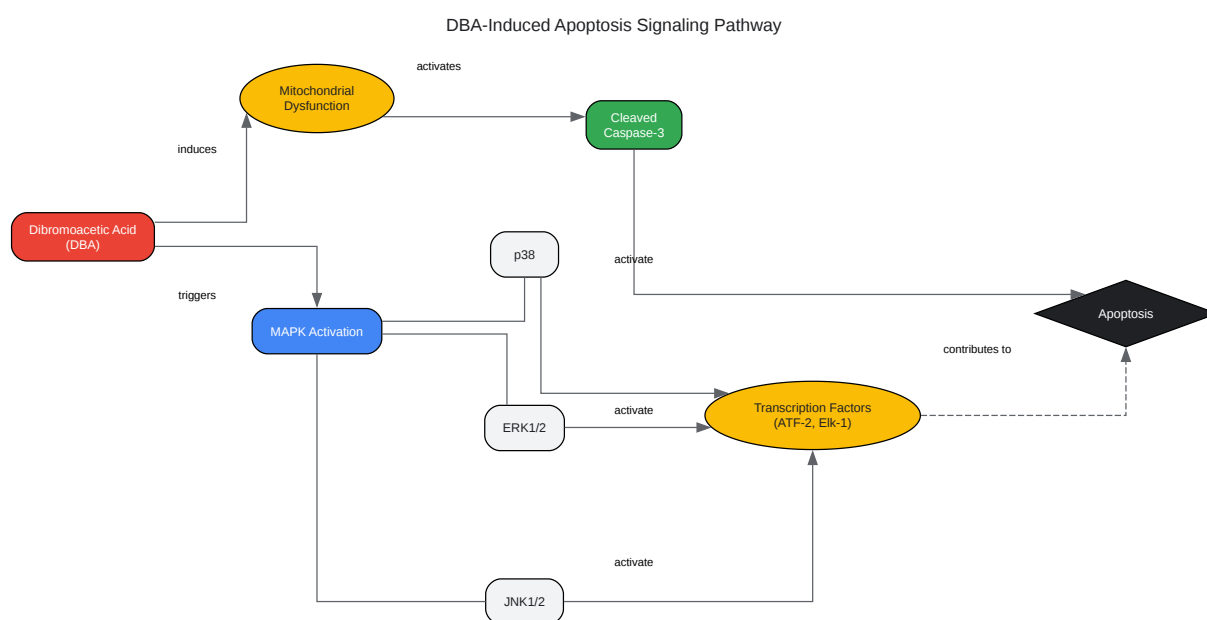 DBA-Induced Apoptosis Signaling Pathway
activates
Mitochondrial
Dysfunction
Cleaved
Caspase-3
induces
Dibromoacetic Acid
(DBA)
p38
activate
triggers
MAPK Activation
Apoptosis
contributes to
Transcription Factors
(ATF-2, Elk-1)
activate
ERK1/2
activate
JNK1/2